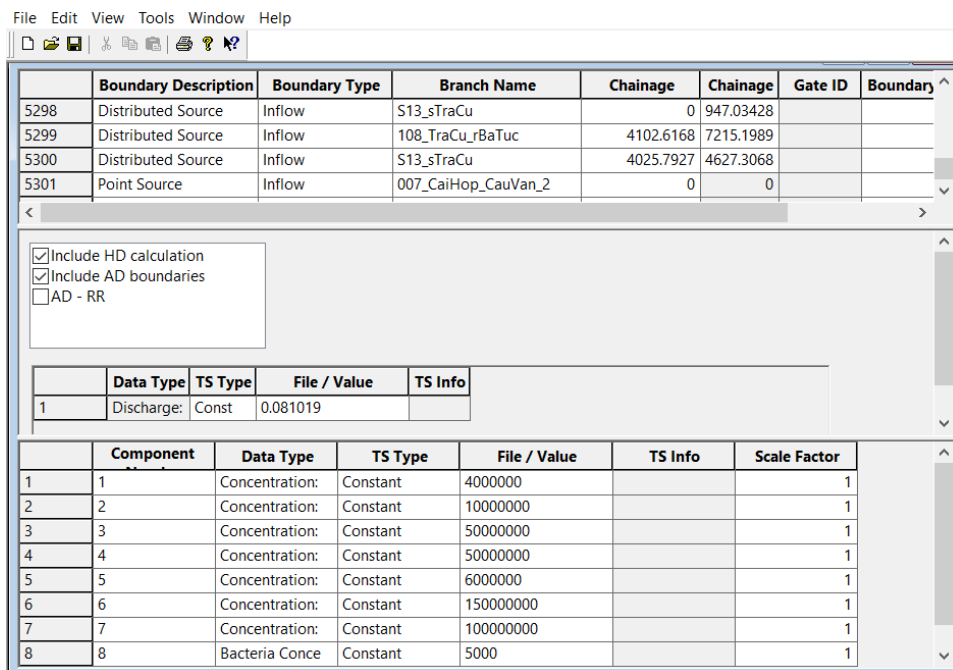 File Edit View Tools Window Help
Boundary Description Boundary Type Branch Name Chainage Chainage Gate ID Boundary
5298 Distributed Source Inflow S13_sTraCu 0 947.03428
5299 Distributed Source Inflow 108_TraCu_rBaTuc 4102.6168 7215.1989
5300 Distributed Source Inflow S13_sTraCu 4025.7927 4627.3068
5301 Point Source Inflow 007_CaiHop_CauVan_2 0 0
Include HD calculation
Include AD boundaries
AD - RR
Data Type TS Type File / Value TS Info
1 Discharge: Const 0.081019
Component Data Type TS Type File / Value TS Info Scale Factor
1 1 Concentration: Constant 4000000 1
2 2 Concentration: Constant 10000000 1
3 3 Concentration: Constant 50000000 1
4 4 Concentration: Constant 50000000 1
5 5 Concentration: Constant 6000000 1
6 6 Concentration: Constant 150000000 1
7 7 Concentration: Constant 100000000 1
8 8 Bacteria Conce Constant 5000 1